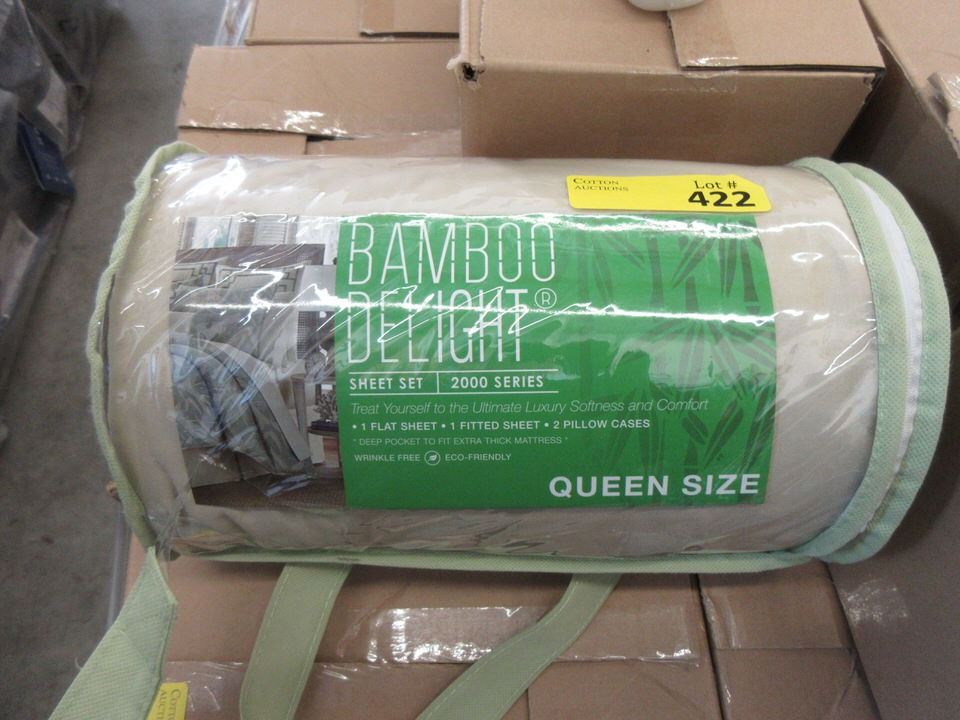 COTTON
AUCTIONS
Lot #
422
BAMBOO
DELIGHT®
SHEET SET | 2000 SERIES
Treat Yourself to the Ultimate Luxury Softness and Comfort
• 1 FLAT SHEET • 1 FITTED SHEET • 2 PILLOW CASES
* DEEP POCKET TO FIT EXTRA THICK MATTRESS *
WRINKLE FREE ECO-FRIENDLY
QUEEN SIZE